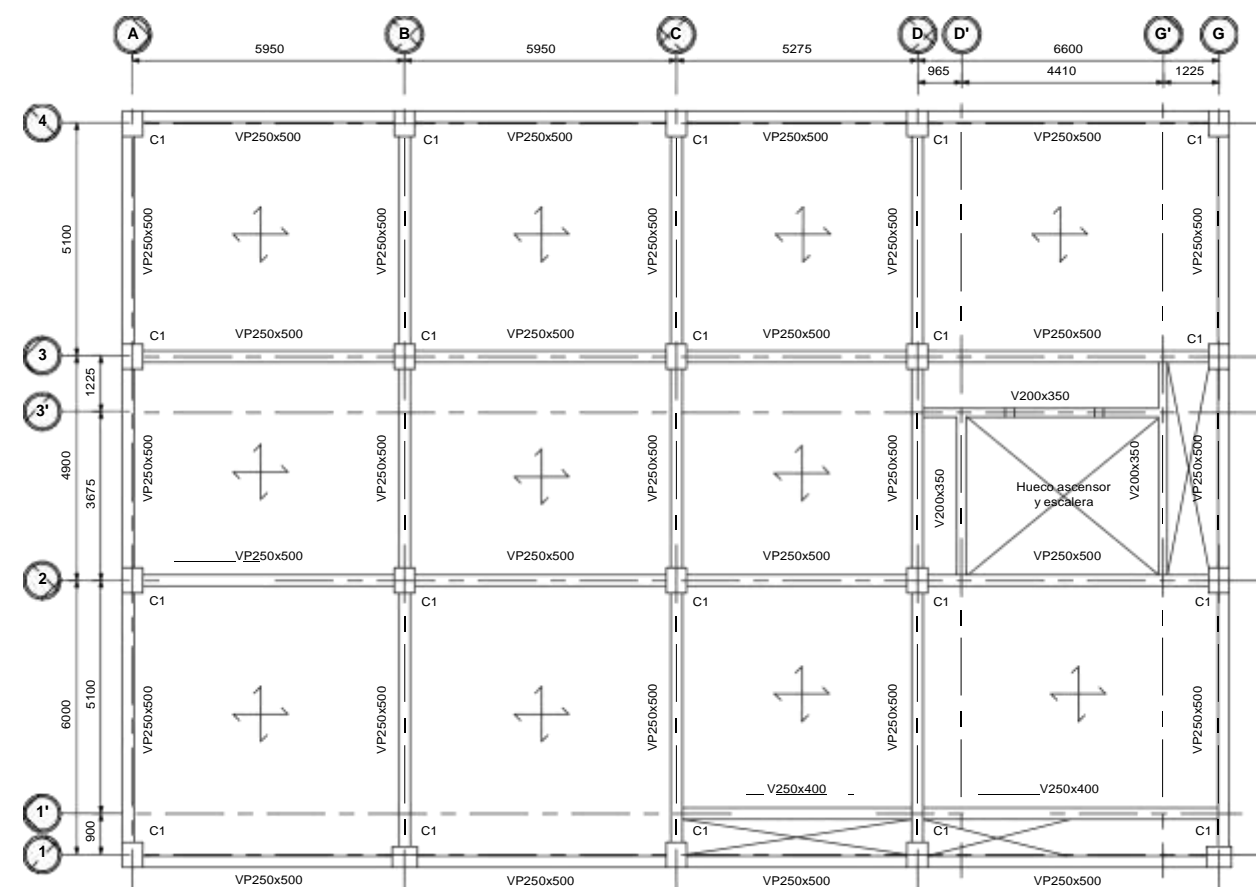 A B C D D' G' G
5950 5950 5275 6600
965 4410 1225
4
C1 VP250x500 C1 VP250x500 C1 VP250x500 C1 VP250x500 C1
5100 VP250x500 VP250x500 VP250x500 VP250x500 VP250x500
C1 VP250x500 C1 VP250x500 C1 VP250x500 C1 VP250x500 C1
3
1225
V200x350
3'
4900 3675 VP250x500 VP250x500 VP250x500 VP250x500 V200x350 V200x350 VP250x500
Hueco ascensor
y escalera
VP250x500 VP250x500 VP250x500 VP250x500
2
C1 C1 C1 C1 C1
6000 5100 VP250x500 VP250x500 VP250x500 VP250x500 VP250x500
V250x400 V250x400
1'
900 C1 C1 C1 C1 C1
1
VP250x500 VP250x500 VP250x500 VP250x500